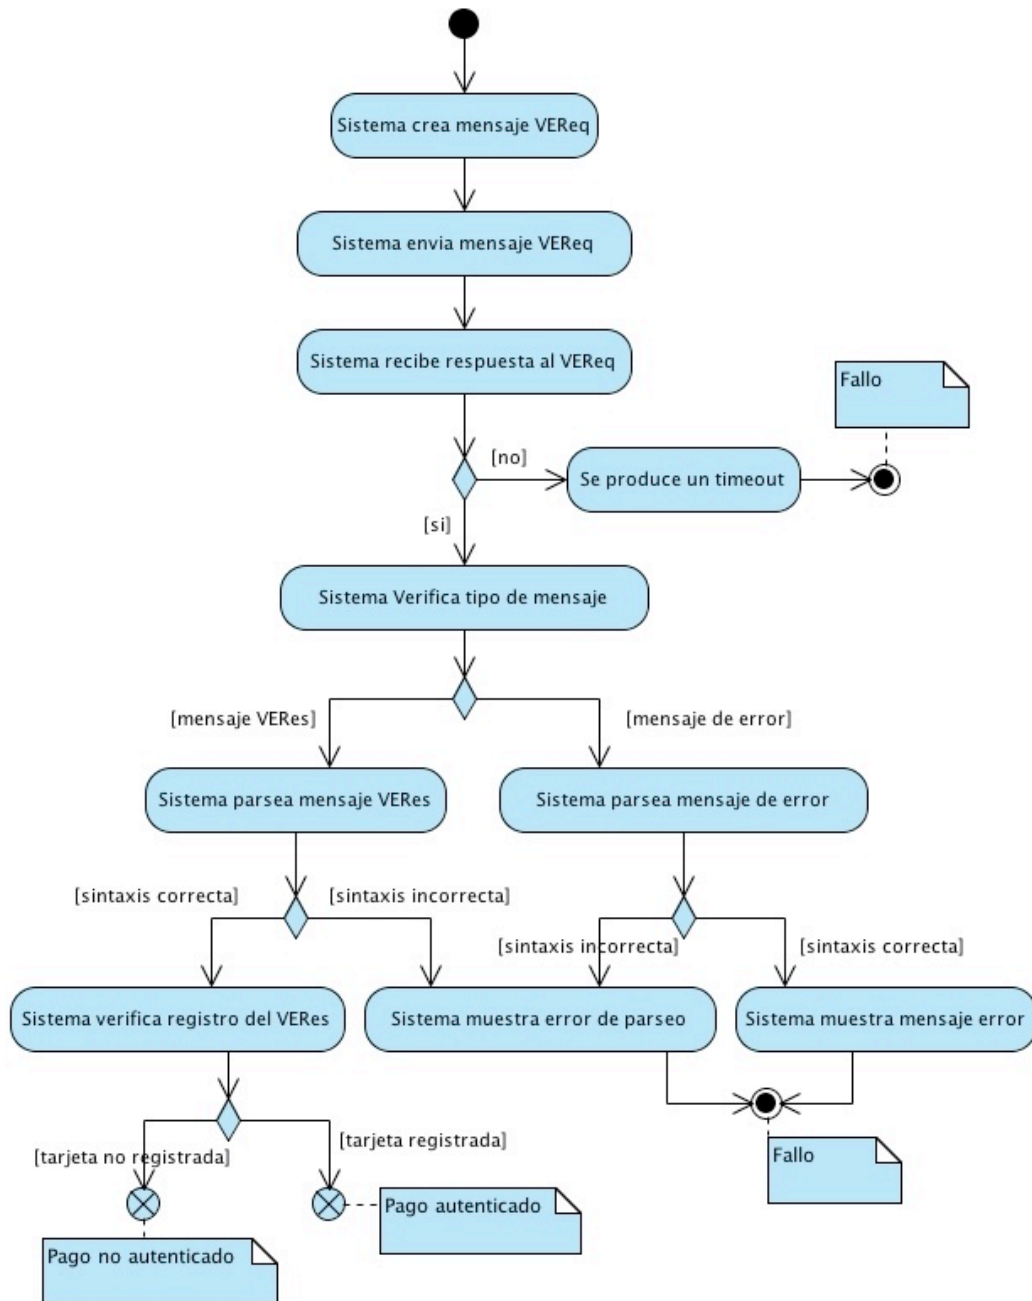 Sistema crea mensaje VEReq
Sistema envia mensaje VEReq
Sistema recibe respuesta al VEReq
Fallo
[no]
Se produce un timeout
[si]
Sistema Verifica tipo de mensaje
[mensaje VERes]
[mensaje de error]
Sistema parsea mensaje VERes
Sistema parsea mensaje de error
[sintaxis correcta]
[sintaxis incorrecta]
[sintaxis incorrecta]
[sintaxis correcta]
Sistema verifica registro del VERes
Sistema muestra error de parseo
Sistema muestra mensaje error
[tarjeta no registrada]
[tarjeta registrada]
Fallo
Pago autenticado
Pago no autenticado